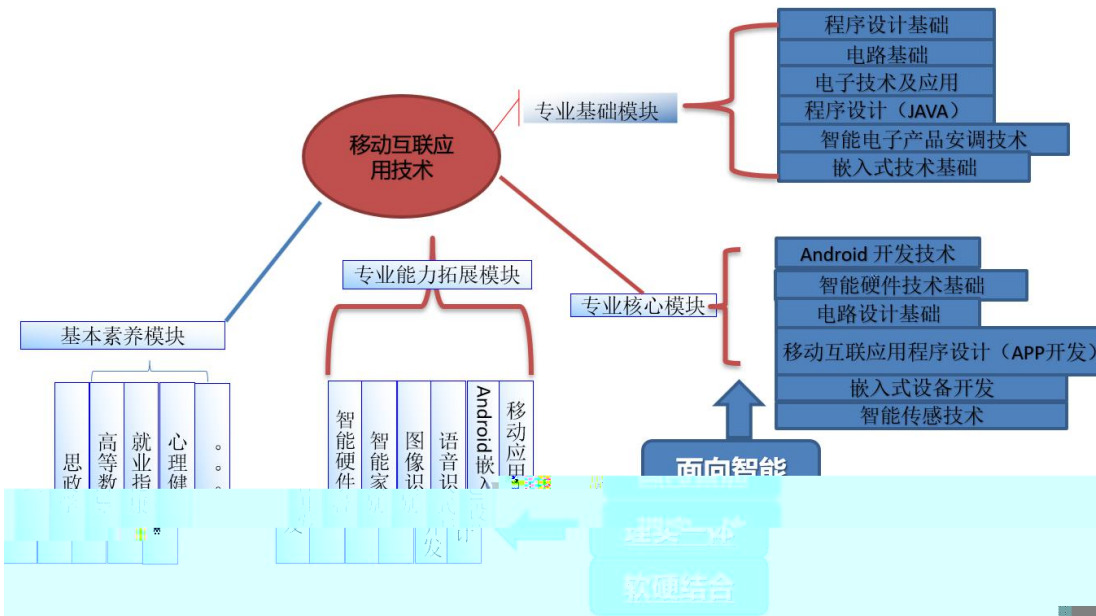 程序设计基础
电路基础
电子技术及应用
程序设计（JAVA）
智能电子产品安调技术
嵌入式技术基础
专业基础模块
移动互联应
用技术
Android 开发技术
智能硬件技术基础
电路设计基础
移动互联应用程序设计（APP开发）
嵌入式设备开发
智能传感技术
专业核心模块
专业能力拓展模块
基本素养模块
思政
高等数
就业指
心理健
。。。
智能硬件
智能家
图像识
语音识
Android嵌入
移动应用
发
开发
计
面向智能
理实一体
软硬结合